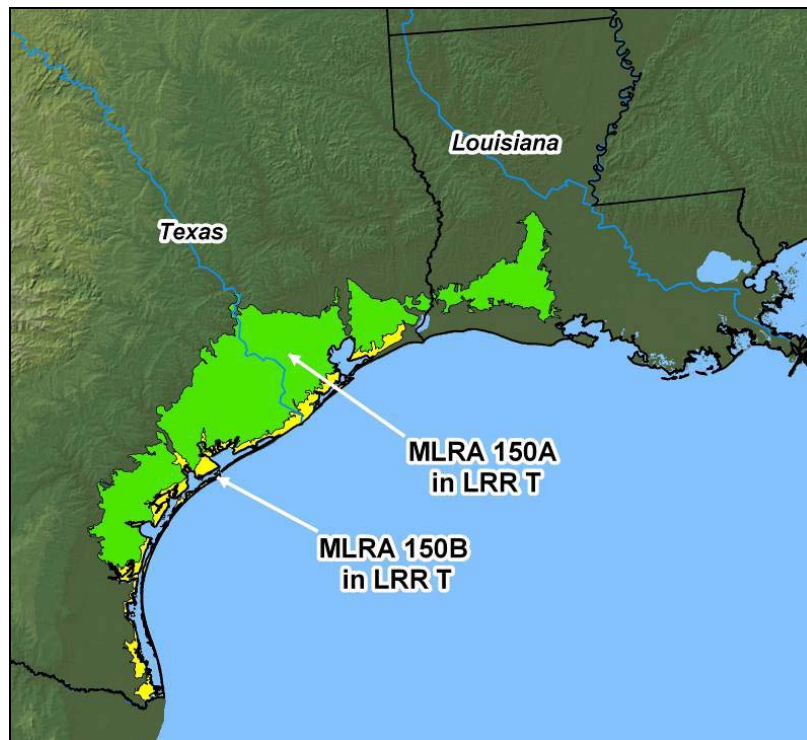 Louisiana
Texas
MLRA 150A
in LRR T
MLRA 150B
in LRR T